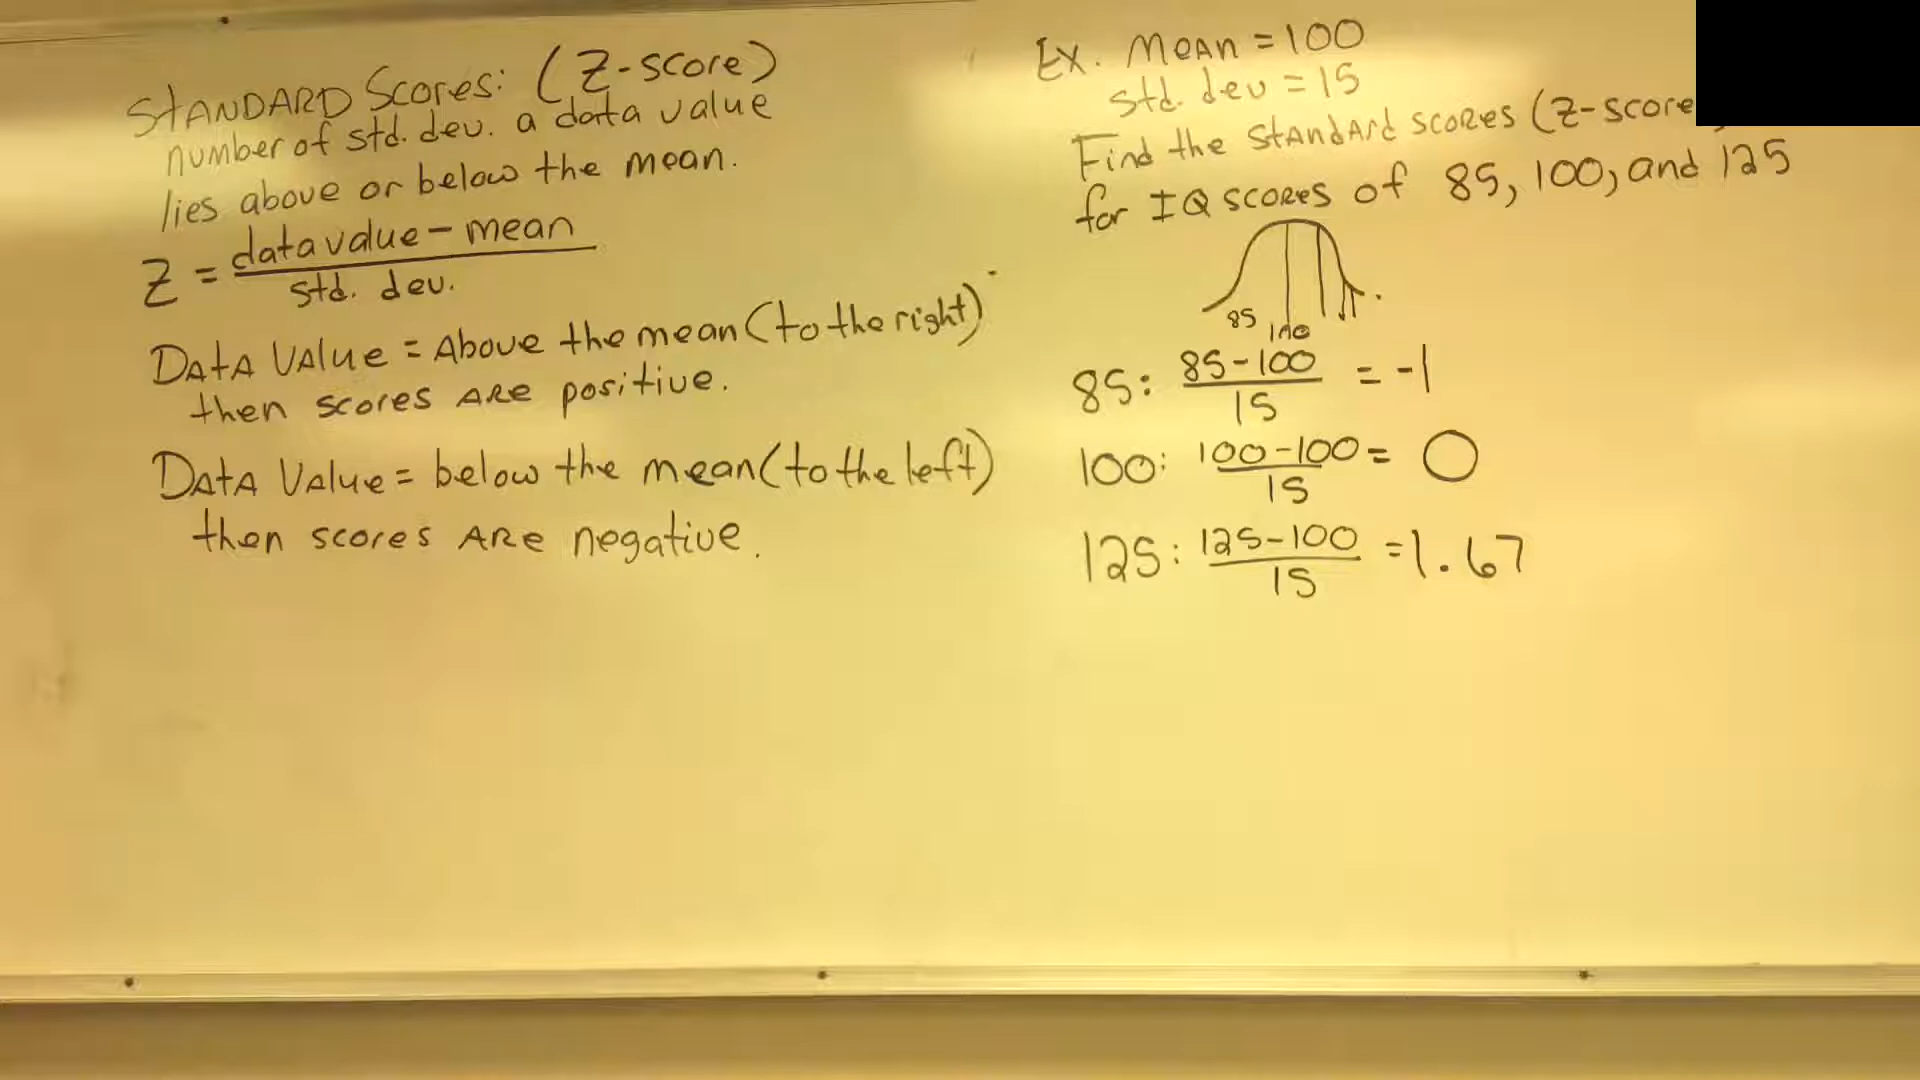 STANDARD Scores: (Z-score)
number of std. dev. a data value
lies above or below the mean.
Z = data value - mean
std. dev.
DATA VALUE = Above the mean (to the right)
then scores ARE positive.
DATA VALUE = below the mean (to the left)
then scores ARE negative.
Ex. Mean = 100
std. dev = 15
Find the standard scores (Z-score
for IQ scores of 85, 100, and 125
85
100
85: 85-100 = -1
15
100: 100-100 = 0
15
125: 125-100 = 1.67
15